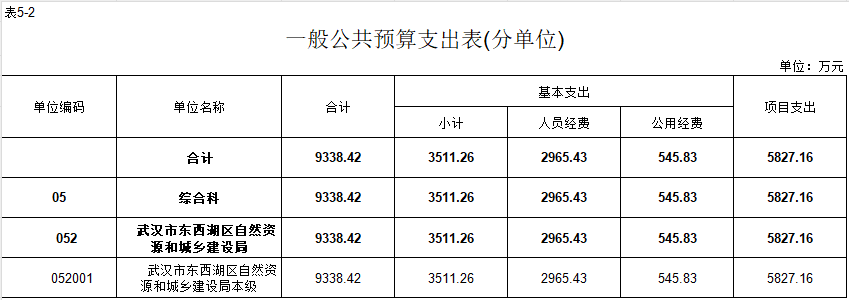 表5-2
一般公共预算支出表(分单位)
单位：万元
单位编码 单位名称 合计 基本支出 项目支出
小计 人员经费 公用经费
合计 9338.42 3511.26 2965.43 545.83 5827.16
05 综合科 9338.42 3511.26 2965.43 545.83 5827.16
052 武汉市东西湖区自然资 9338.42 3511.26 2965.43 545.83 5827.16
源和城乡建设局
052001 武汉市东西湖区自然资 9338.42 3511.26 2965.43 545.83 5827.16
源和城乡建设局本级